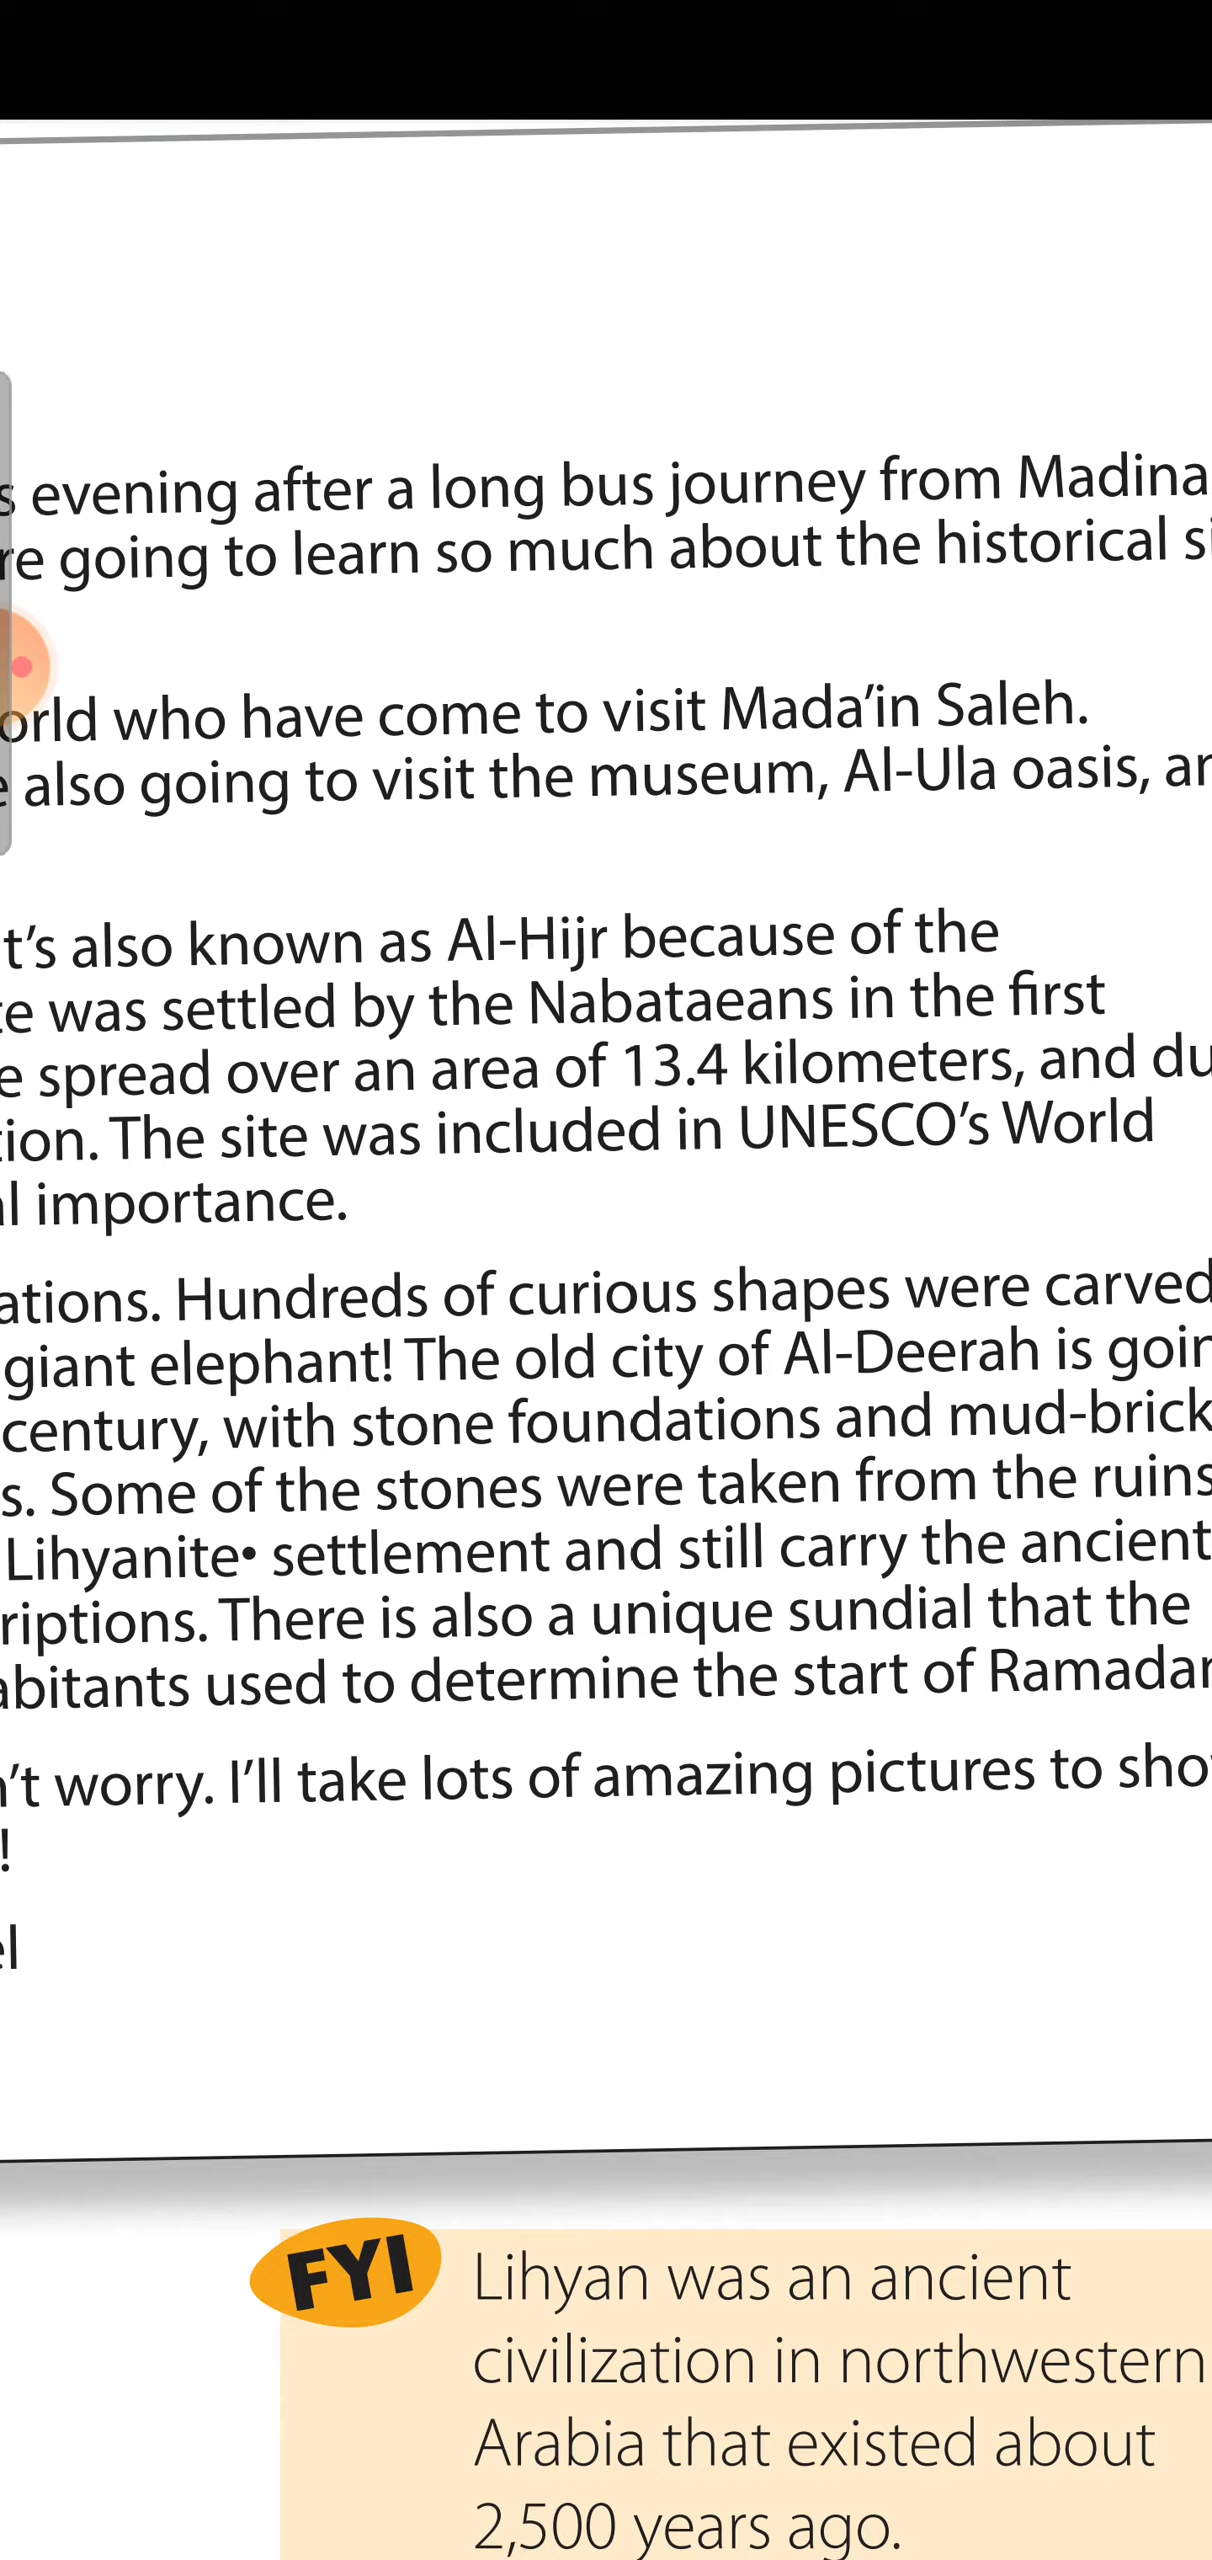 s evening after a long bus journey from Madina
re going to learn so much about the historical si
orld who have come to visit Mada'in Saleh.
e also going to visit the museum, Al-Ula oasis, an
t's also known as Al-Hijr because of the
te was settled by the Nabataeans in the first
e spread over an area of 13.4 kilometers, and du
tion. The site was included in UNESCO's World
al importance.
ations. Hundreds of curious shapes were carved
giant elephant! The old city of Al-Deerah is goin
century, with stone foundations and mud-brick
s. Some of the stones were taken from the ruins
Lihyanite• settlement and still carry the ancient
riptions. There is also a unique sundial that the
abitants used to determine the start of Ramadan
n't worry. I'll take lots of amazing pictures to show
!
el
FYI
Lihyan was an ancient
civilization in northwestern
Arabia that existed about
2,500 years ago.